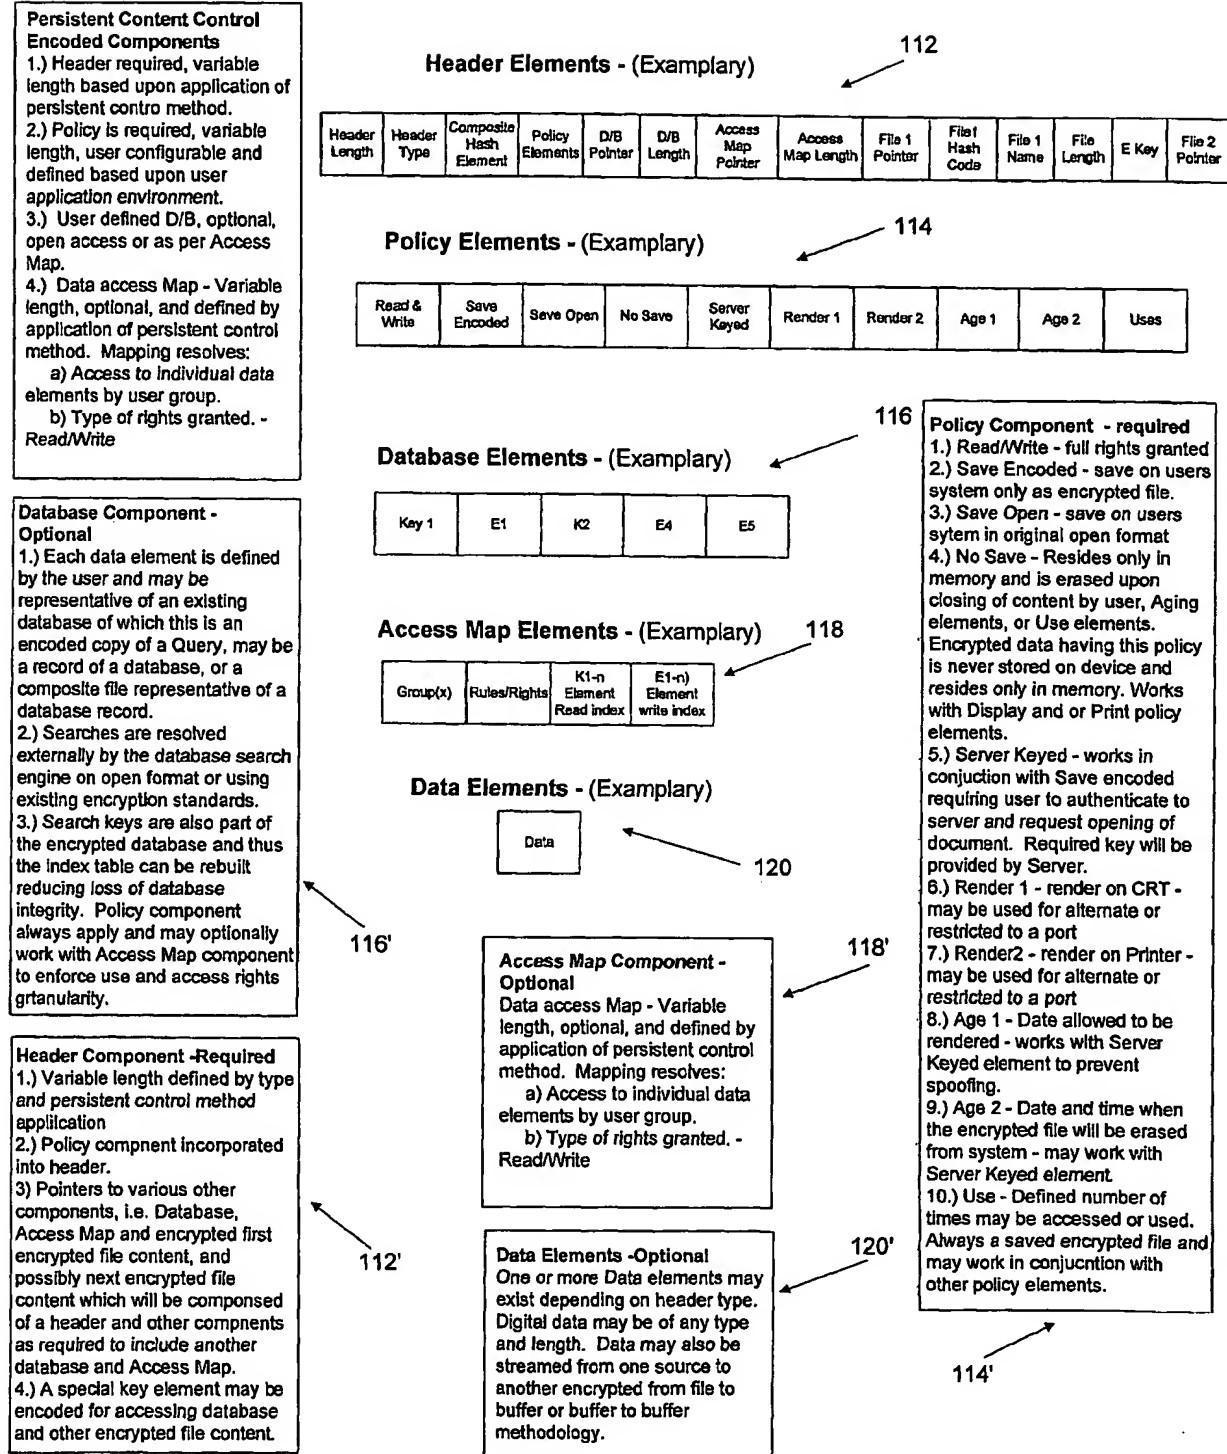 Persistent Content Control
Encoded Components
1.) Header required, variable
length based upon application of
persistent contro method.
2.) Policy is required, variable
length, user configurable and
defined based upon user
application environment.
3.) User defined D/B, optional,
open access or as per Access
Map.
4.) Data access Map - Variable
length, optional, and defined by
application of persistent control
method. Mapping resolves:
a) Access to Individual data
elements by user group.
b) Type of rights granted. -
Read/Write
Header Elements - (Examplary)
112
Header Length
Header Type
Composite Hash Element
Policy Elements
D/B Pointer
D/B Length
Access Map Pointer
Access Map Length
File 1 Pointer
File1 Hash Code
File 1 Name
File Length
E Key
File 2 Pointer
Policy Elements - (Examplary)
114
Read & Write
Save Encoded
Save Open
No Save
Server Keyed
Render 1
Render 2
Age 1
Age 2
Uses
Database Elements - (Examplary)
116
Key 1
E1
K2
E4
E5
Access Map Elements - (Examplary)
118
Group(x)
Rules/Rights
K1-n Element Read index
E1-n) Element write index
Data Elements - (Examplary)
Data
120
Database Component -
Optional
1.) Each data element is defined
by the user and may be
representative of an existing
database of which this is an
encoded copy of a Query, may be
a record of a database, or a
composite file representative of a
database record.
2.) Searches are resolved
externally by the database search
engine on open format or using
existing encryption standards.
3.) Search keys are also part of
the encrypted database and thus
the index table can be rebuilt
reducing loss of database
integrity. Policy component
always apply and may optionally
work with Access Map component
to enforce use and access rights
grtanularity.
116'
Header Component -Required
1.) Variable length defined by type
and persistent control method
appliication
2.) Policy compnent incorporated
into header.
3) Pointers to various other
components, i.e. Database,
Access Map and encrypted first
encrypted file content, and
possibly next encrypted file
content which will be componsed
of a header and other compnents
as required to include another
database and Access Map.
4.) A special key element may be
encoded for accessing database
and other encrypted file content.
112'
Access Map Component -
Optional
Data access Map - Variable
length, optional, and defined by
application of persistent control
method. Mapping resolves:
a) Access to individual data
elements by user group.
b) Type of rights granted. -
Read/Write
118'
Data Elements -Optional
One or more Data elements may
exist depending on header type.
Digital data may be of any type
and length. Data may also be
streamed from one source to
another encrypted from file to
buffer or buffer to buffer
methodology.
120'
Policy Component - required
1.) Read/Write - full rights granted
2.) Save Encoded - save on users
system only as encrypted file.
3.) Save Open - save on users
sytem in original open format
4.) No Save - Resides only in
memory and is erased upon
closing of content by user, Aging
elements, or Use elements.
Encrypted data having this policy
is never stored on device and
resides only in memory. Works
with Display and or Print policy
elements.
5.) Server Keyed - works in
conjuction with Save encoded
requiring user to authenticate to
server and request opening of
document. Required key will be
provided by Server.
6.) Render 1 - render on CRT -
may be used for alternate or
restricted to a port
7.) Render2 - render on Printer -
may be used for alternate or
restricted to a port
8.) Age 1 - Date allowed to be
rendered - works with Server
Keyed element to prevent
spoofing.
9.) Age 2 - Date and time when
the encrypted file will be erased
from system - may work with
Server Keyed element
10.) Use - Defined number of
times may be accessed or used.
Always a saved encrypted file and
may work in conjucntion with
other policy elements.
114'